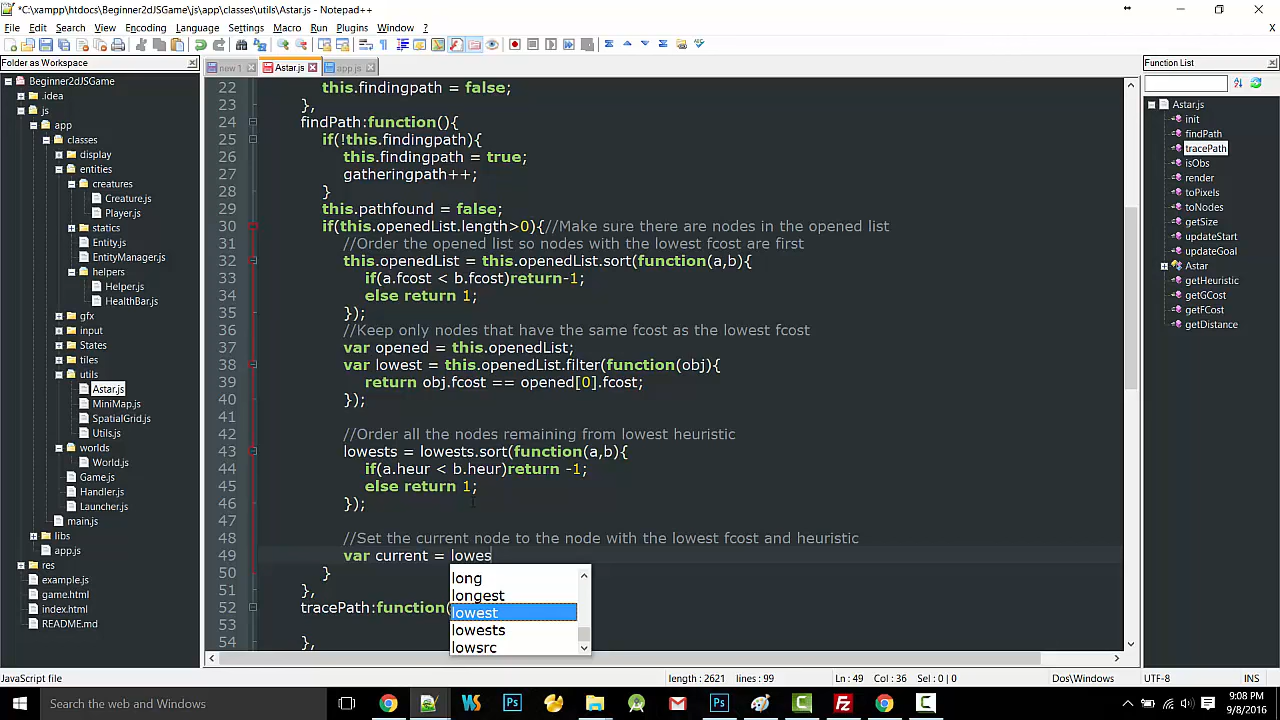 *C:\xampp\htdocs\Beginner2dJSGame\js\app\classes\utils\Astar.js - Notepad++
File Edit Search View Encoding Language Settings Macro Run Plugins Window ? X
Folder as Workspace
new 1 Astar.js app.js
Function List
Beginner2dJSGame
.idea
js
app
classes
display
entities
creatures
Creature.js
Player.js
statics
Entity.js
EntityManager.js
helpers
Helper.js
HealthBar.js
gfx
input
States
tiles
utils
Astar.js
MiniMap.js
SpatialGrid.js
Utils.js
worlds
World.js
Game.js
Handler.js
Launcher.js
main.js
libs
app.js
res
example.js
game.html
index.html
README.md
22 this.findingpath = false;
23 },
24 findPath:function(){
25 if(!this.findingpath){
26 this.findingpath = true;
27 gatheringpath++;
28 }
29 this.pathfound = false;
30 if(this.openedList.length>0){//Make sure there are nodes in the opened list
31 //Order the opened list so nodes with the lowest fcost are first
32 this.openedList = this.openedList.sort(function(a,b){
33 if(a.fcost < b.fcost)return-1;
34 else return 1;
35 });
36 //Keep only nodes that have the same fcost as the lowest fcost
37 var opened = this.openedList;
38 var lowest = this.openedList.filter(function(obj){
39 return obj.fcost == opened[0].fcost;
40 });
41
42 //Order all the nodes remaining from lowest heuristic
43 lowests = lowests.sort(function(a,b){
44 if(a.heur < b.heur)return -1;
45 else return 1;
46 });
47
48 //Set the current node to the node with the lowest fcost and heuristic
49 var current = lowes
50 }
51 },
52 tracePath:function(
53
54 },
long
longest
lowest
lowests
lowsrc
Astar.js
init
findPath
tracePath
isObs
render
toPixels
toNodes
getSize
updateStart
updateGoal
Astar
getHeuristic
getGCost
getFCost
getDistance
JavaScript file length : 2621 lines : 99 Ln : 49 Col : 36 Sel : 0 | 0 Dos\Windows UTF-8 INS
Search the web and Windows
9:08 PM
9/8/2016